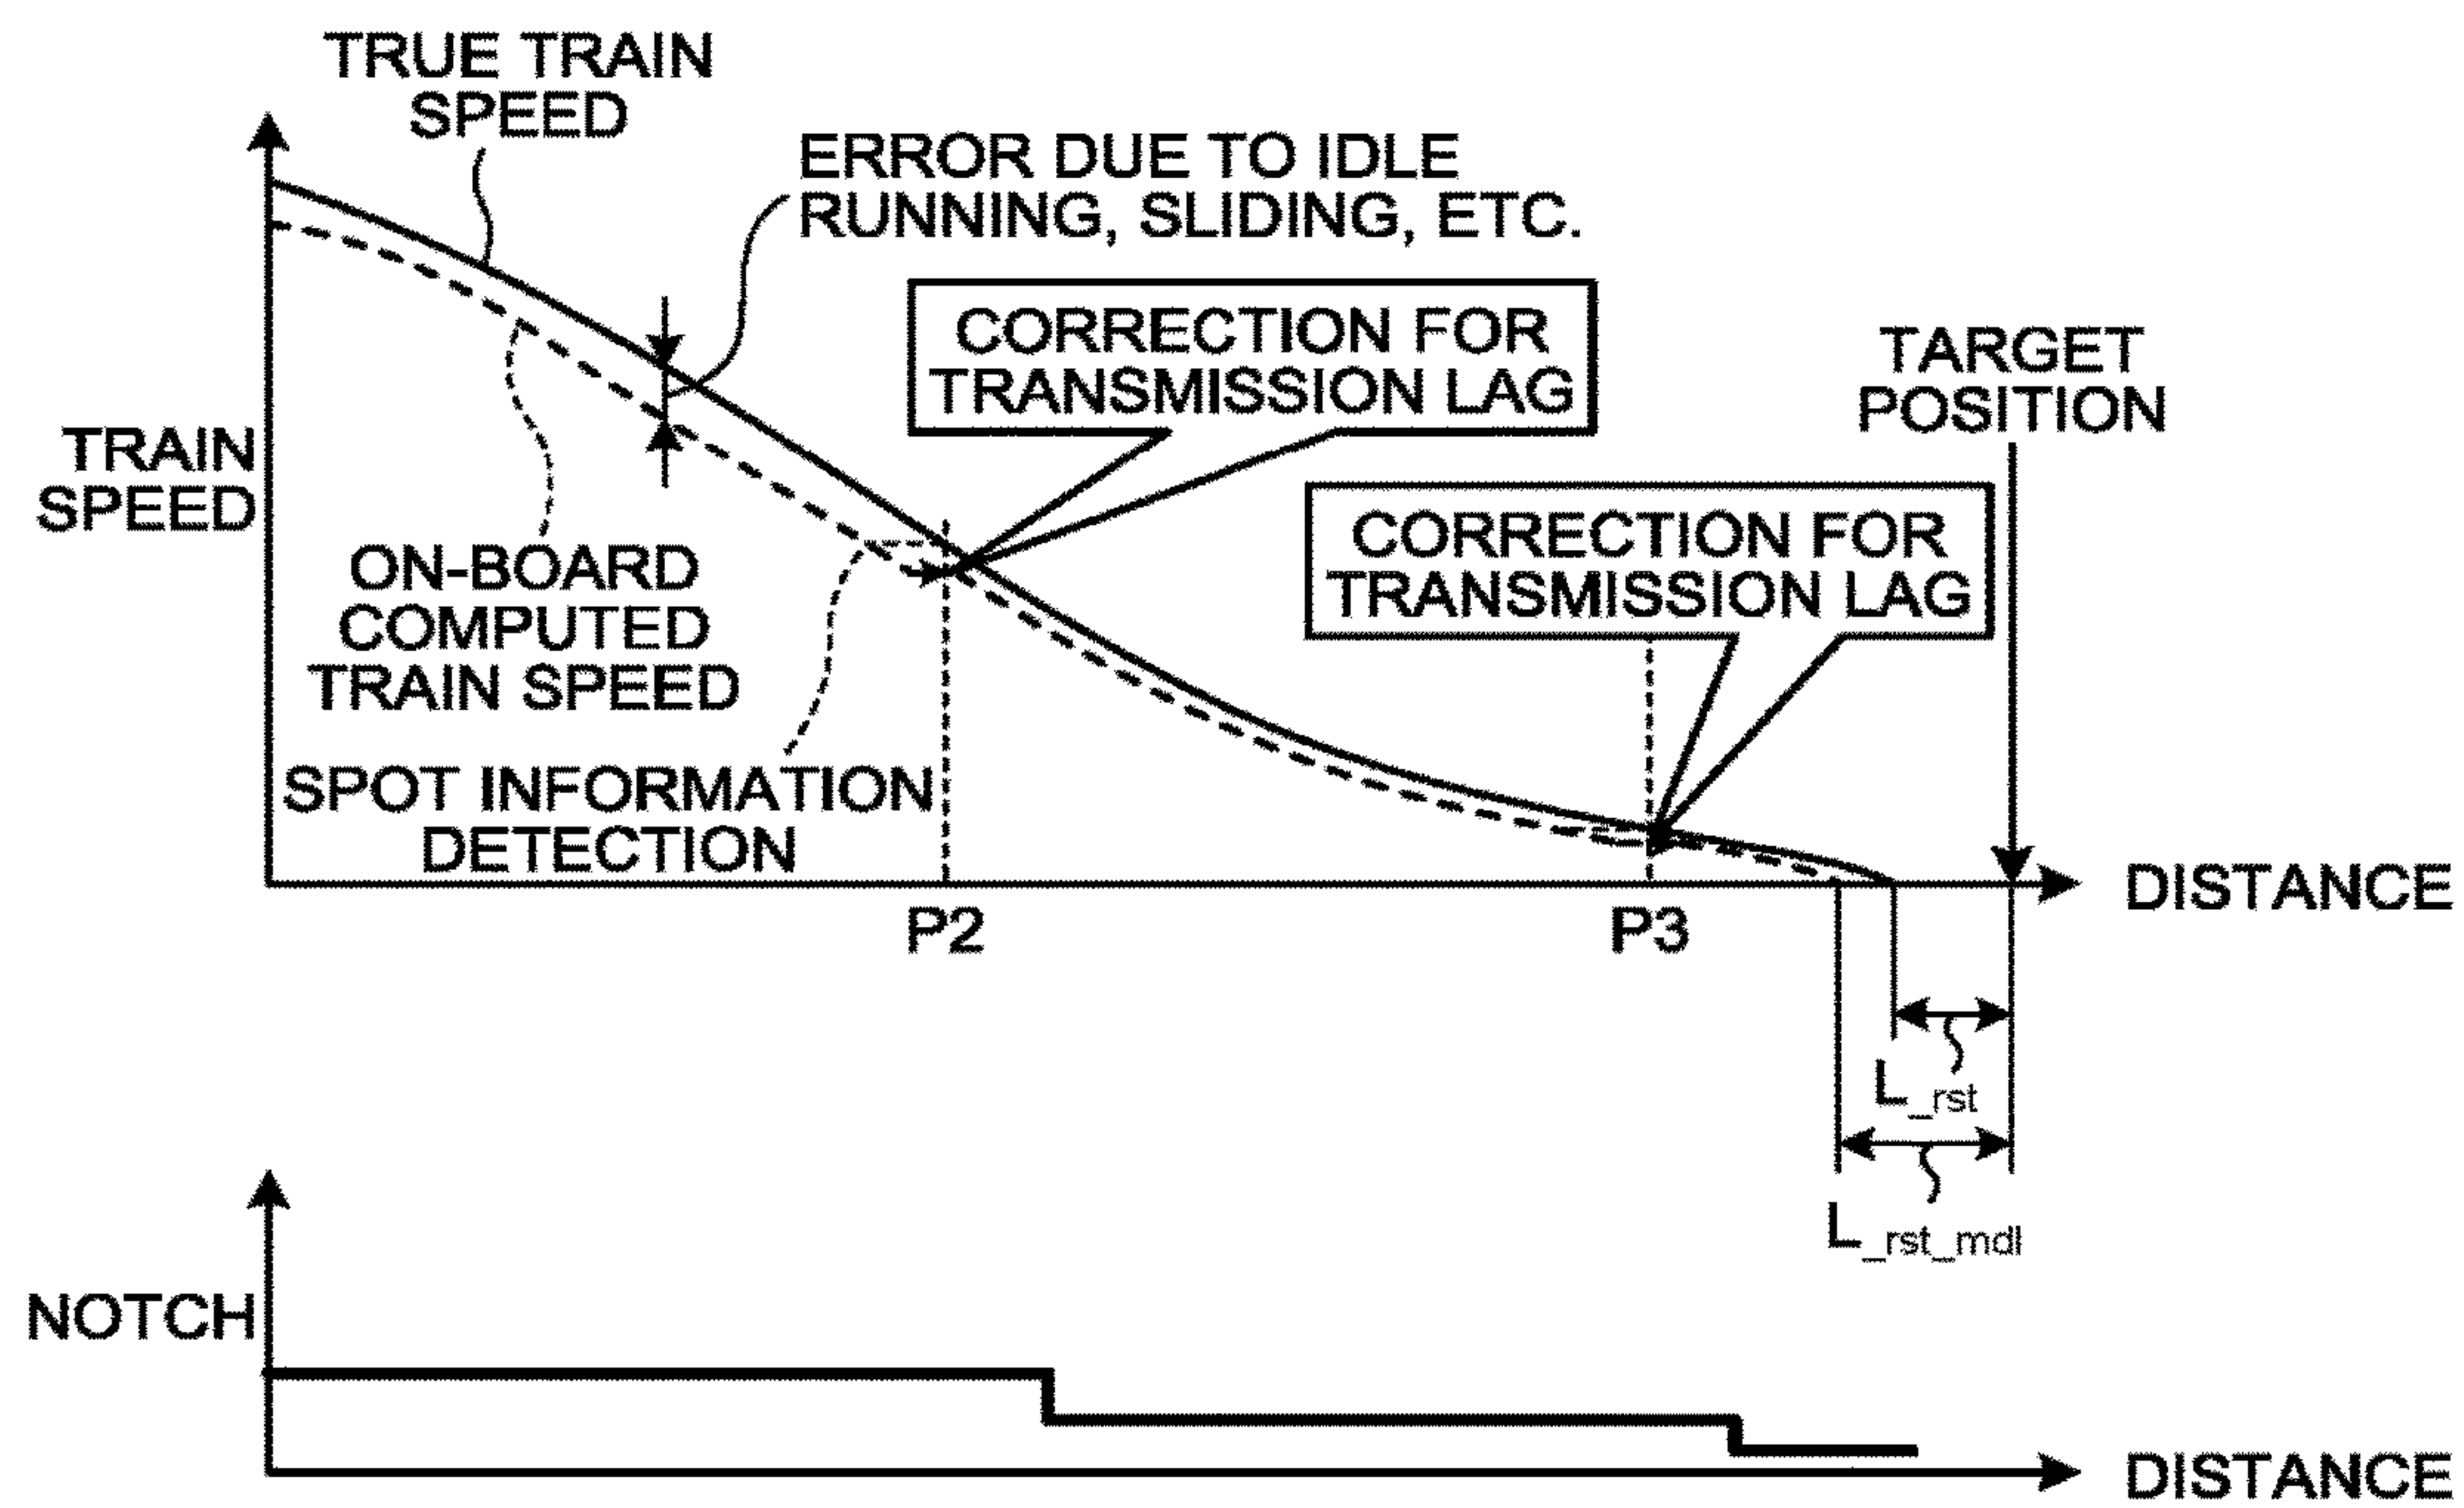 TRUE TRAIN
SPEED
ERROR DUE TO IDLE
RUNNING, SLIDING, ETC.
CORRECTION FOR
TRANSMISSION LAG
TARGET
POSITION
TRAIN
SPEED
CORRECTION FOR
TRANSMISSION LAG
ON-BOARD
COMPUTED
TRAIN SPEED
SPOT INFORMATION
DETECTION
DISTANCE
P2
P3
L_rst
L_rst_mdl
NOTCH
DISTANCE